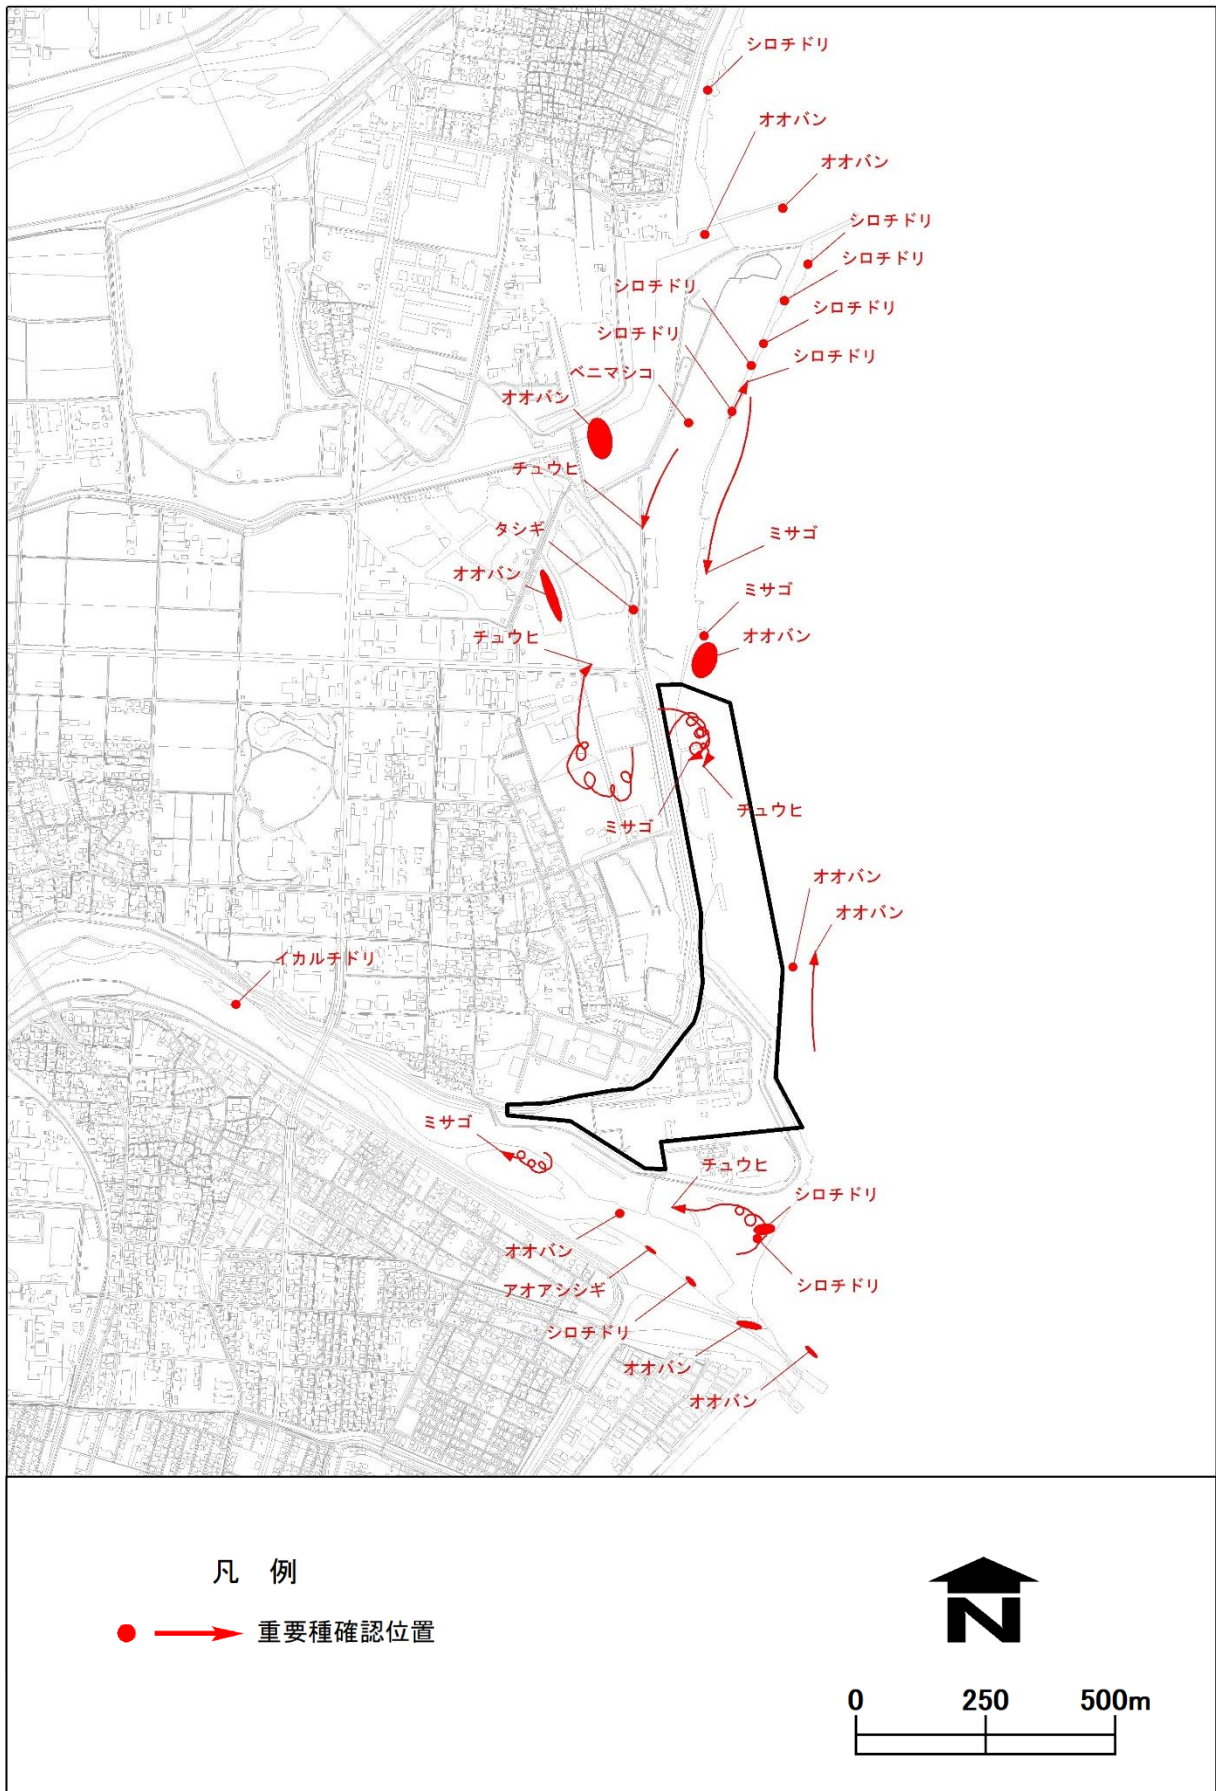 シロチドリ
オオバン
オオバン
シロチドリ
シロチドリ
シロチドリ
シロチドリ
シロチドリ
シロチドリ
ベニマシコ
オオバン
チュウヒ
タシギ
ミサゴ
オオバン
ミサゴ
チュウヒ
オオバン
チュウヒ
ミサゴ
オオバン
オオバン
イカルチドリ
ミサゴ
チュウヒ
シロチドリ
オオバン
アオアシシギ
シロチドリ
シロチドリ
オオバン
オオバン
凡 例
重要種確認位置
N
0 250 500m